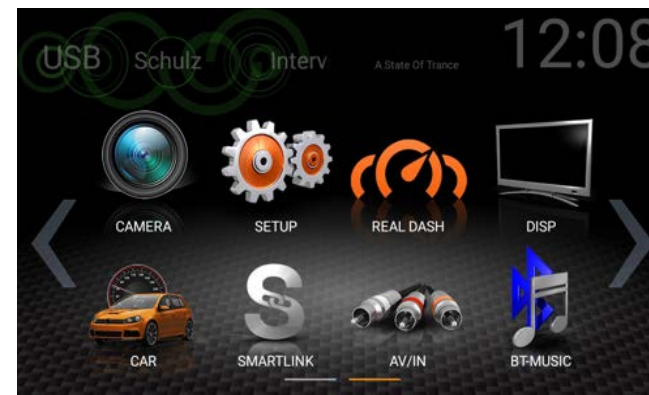 USB Schulz Interv A State Of Trance 12:08
CAMERA SETUP REAL DASH DISP
CAR SMARTLINK AV/IN BT-MUSIC